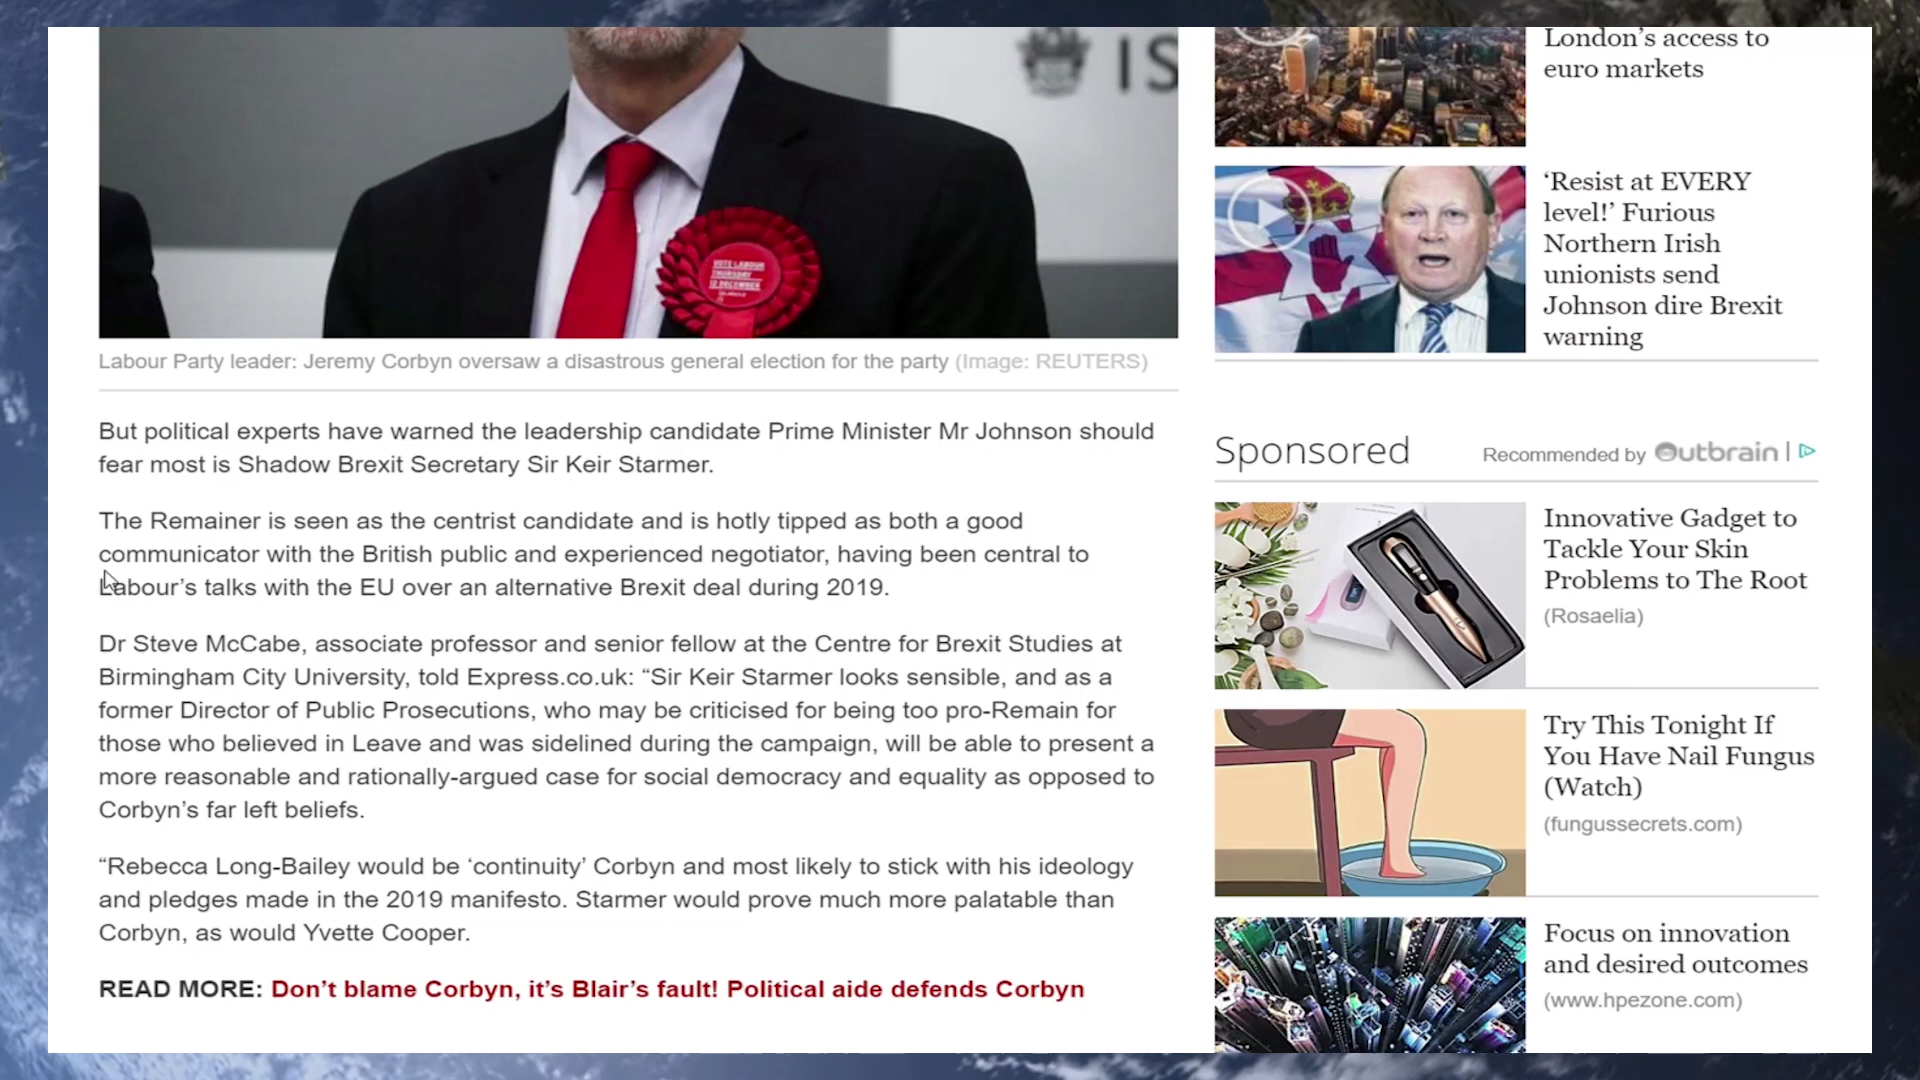 IS
VOTE LABOUR
THURSDAY
12 DECEMBER
Labour Party leader: Jeremy Corbyn oversaw a disastrous general election for the party (Image: REUTERS)
But political experts have warned the leadership candidate Prime Minister Mr Johnson should
fear most is Shadow Brexit Secretary Sir Keir Starmer.
The Remainer is seen as the centrist candidate and is hotly tipped as both a good
communicator with the British public and experienced negotiator, having been central to
Labour’s talks with the EU over an alternative Brexit deal during 2019.
Dr Steve McCabe, associate professor and senior fellow at the Centre for Brexit Studies at
Birmingham City University, told Express.co.uk: “Sir Keir Starmer looks sensible, and as a
former Director of Public Prosecutions, who may be criticised for being too pro-Remain for
those who believed in Leave and was sidelined during the campaign, will be able to present a
more reasonable and rationally-argued case for social democracy and equality as opposed to
Corbyn’s far left beliefs.
“Rebecca Long-Bailey would be ‘continuity’ Corbyn and most likely to stick with his ideology
and pledges made in the 2019 manifesto. Starmer would prove much more palatable than
Corbyn, as would Yvette Cooper.
READ MORE: Don’t blame Corbyn, it’s Blair’s fault! Political aide defends Corbyn
London’s access to
euro markets
‘Resist at EVERY
level!’ Furious
Northern Irish
unionists send
Johnson dire Brexit
warning
Sponsored
Recommended by Outbrain
Innovative Gadget to
Tackle Your Skin
Problems to The Root
(Rosaelia)
Try This Tonight If
You Have Nail Fungus
(Watch)
(fungussecrets.com)
Focus on innovation
and desired outcomes
(www.hpezone.com)